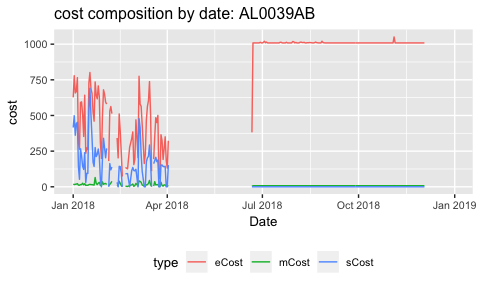 cost composition by date: AL0039AB
1000
750
500
250
0
cost
Jan 2018 Apr 2018 Jul 2018 Oct 2018 Jan 2019
Date
type eCost mCost sCost